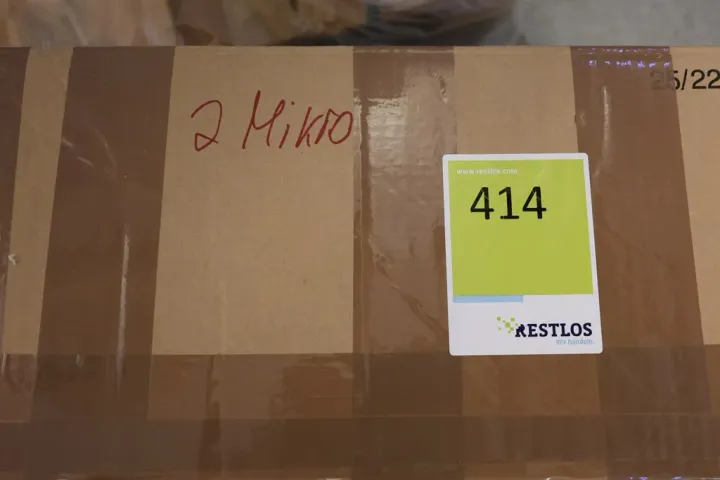 25/22
2 Mikro
www.restlos.com
414
RESTLOS
Wir handeln.